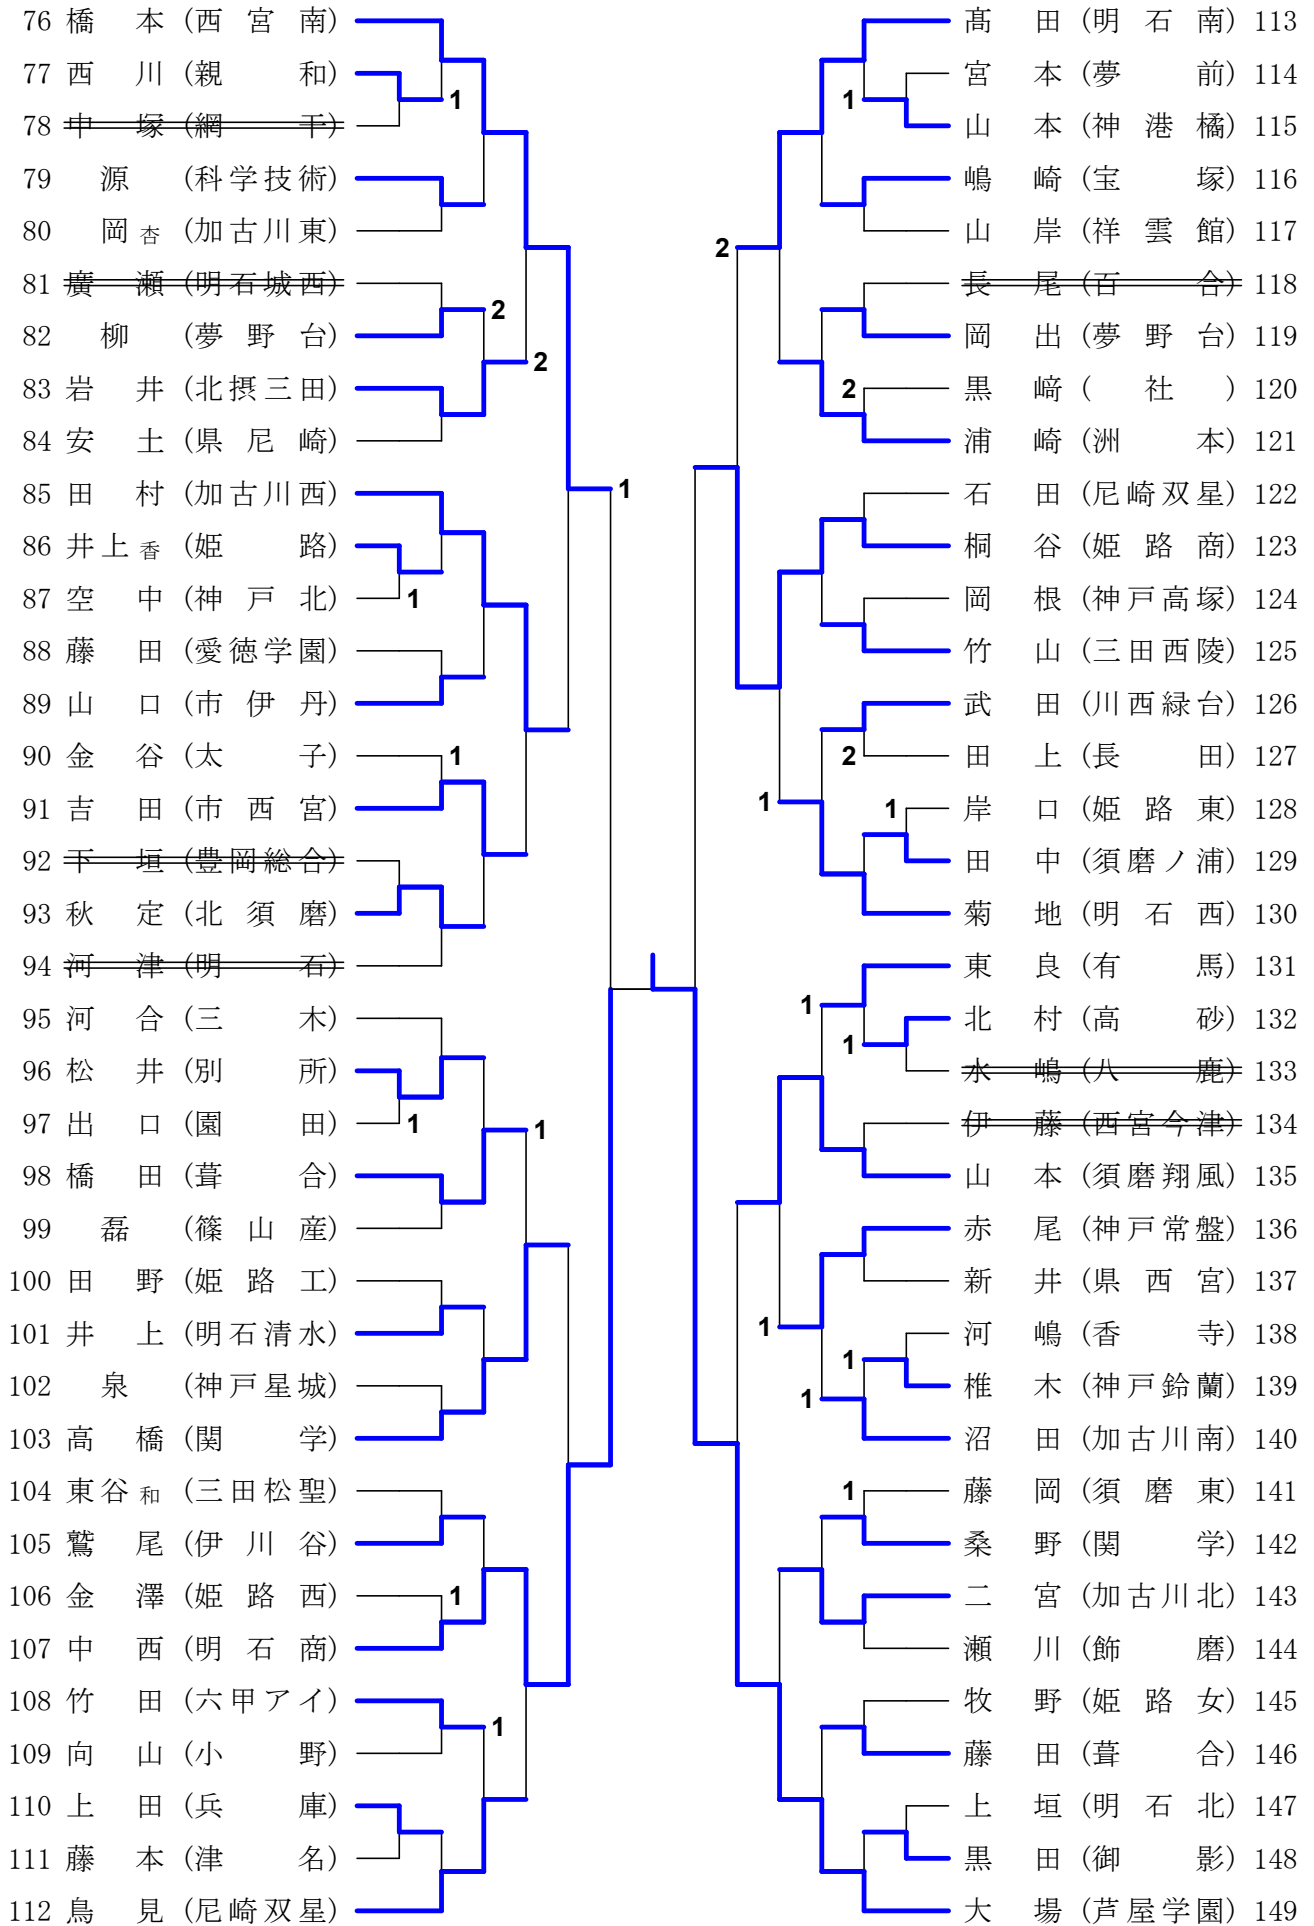 76 橋 本 (西 宮 南)
77 西 川 (親 和)
1
78 中 塚 (網 干)
79 源 (科学技術)
80 岡 杏 (加古川東)
81 廣 瀬 (明石城西)
2
82 柳 (夢 野 台)
2
83 岩 井 (北摂三田)
84 安 土 (県 尼 崎)
85 田 村 (加古川西)
1
86 井上 香 (姫 路)
87 空 中 (神 戸 北)
1
88 藤 田 (愛徳学園)
89 山 口 (市 伊 丹)
90 金 谷 (太 子)
1
91 吉 田 (市 西 宮)
92 下 垣 (豊岡総合)
93 秋 定 (北 須 磨)
94 河 津 (明 石)
95 河 合 (三 木)
96 松 井 (別 所)
97 出 口 (園 田)
1
1
98 橋 田 (葺 合)
99 磊 (篠 山 産)
100 田 野 (姫 路 工)
101 井 上 (明石清水)
102 泉 (神戸星城)
103 高 橋 (関 学)
104 東谷 和 (三田松聖)
105 鷲 尾 (伊 川 谷)
106 金 澤 (姫 路 西)
1
107 中 西 (明 石 商)
108 竹 田 (六甲アイ)
1
109 向 山 (小 野)
110 上 田 (兵 庫)
111 藤 本 (津 名)
112 鳥 見 (尼崎双星)
髙 田 (明 石 南) 113
宮 本 (夢 前) 114
1
山 本 (神 港 橘) 115
嶋 崎 (宝 塚) 116
山 岸 (祥 雲 館) 117
2
長 尾 (百 合) 118
岡 出 (夢 野 台) 119
2
黒 﨑 ( 社 ) 120
浦 崎 (洲 本) 121
石 田 (尼崎双星) 122
桐 谷 (姫 路 商) 123
岡 根 (神戸高塚) 124
竹 山 (三田西陵) 125
武 田 (川西緑台) 126
2
田 上 (長 田) 127
1
1
岸 口 (姫 路 東) 128
田 中 (須磨ノ浦) 129
菊 地 (明 石 西) 130
東 良 (有 馬) 131
1
北 村 (高 砂) 132
1
水 嶋 (八 鹿) 133
伊 藤 (西宮今津) 134
山 本 (須磨翔風) 135
赤 尾 (神戸常盤) 136
新 井 (県 西 宮) 137
1
河 嶋 (香 寺) 138
1
椎 木 (神戸鈴蘭) 139
1
沼 田 (加古川南) 140
1
藤 岡 (須 磨 東) 141
桑 野 (関 学) 142
二 宮 (加古川北) 143
瀬 川 (飾 磨) 144
牧 野 (姫 路 女) 145
藤 田 (葺 合) 146
上 垣 (明 石 北) 147
黒 田 (御 影) 148
大 場 (芦屋学園) 149